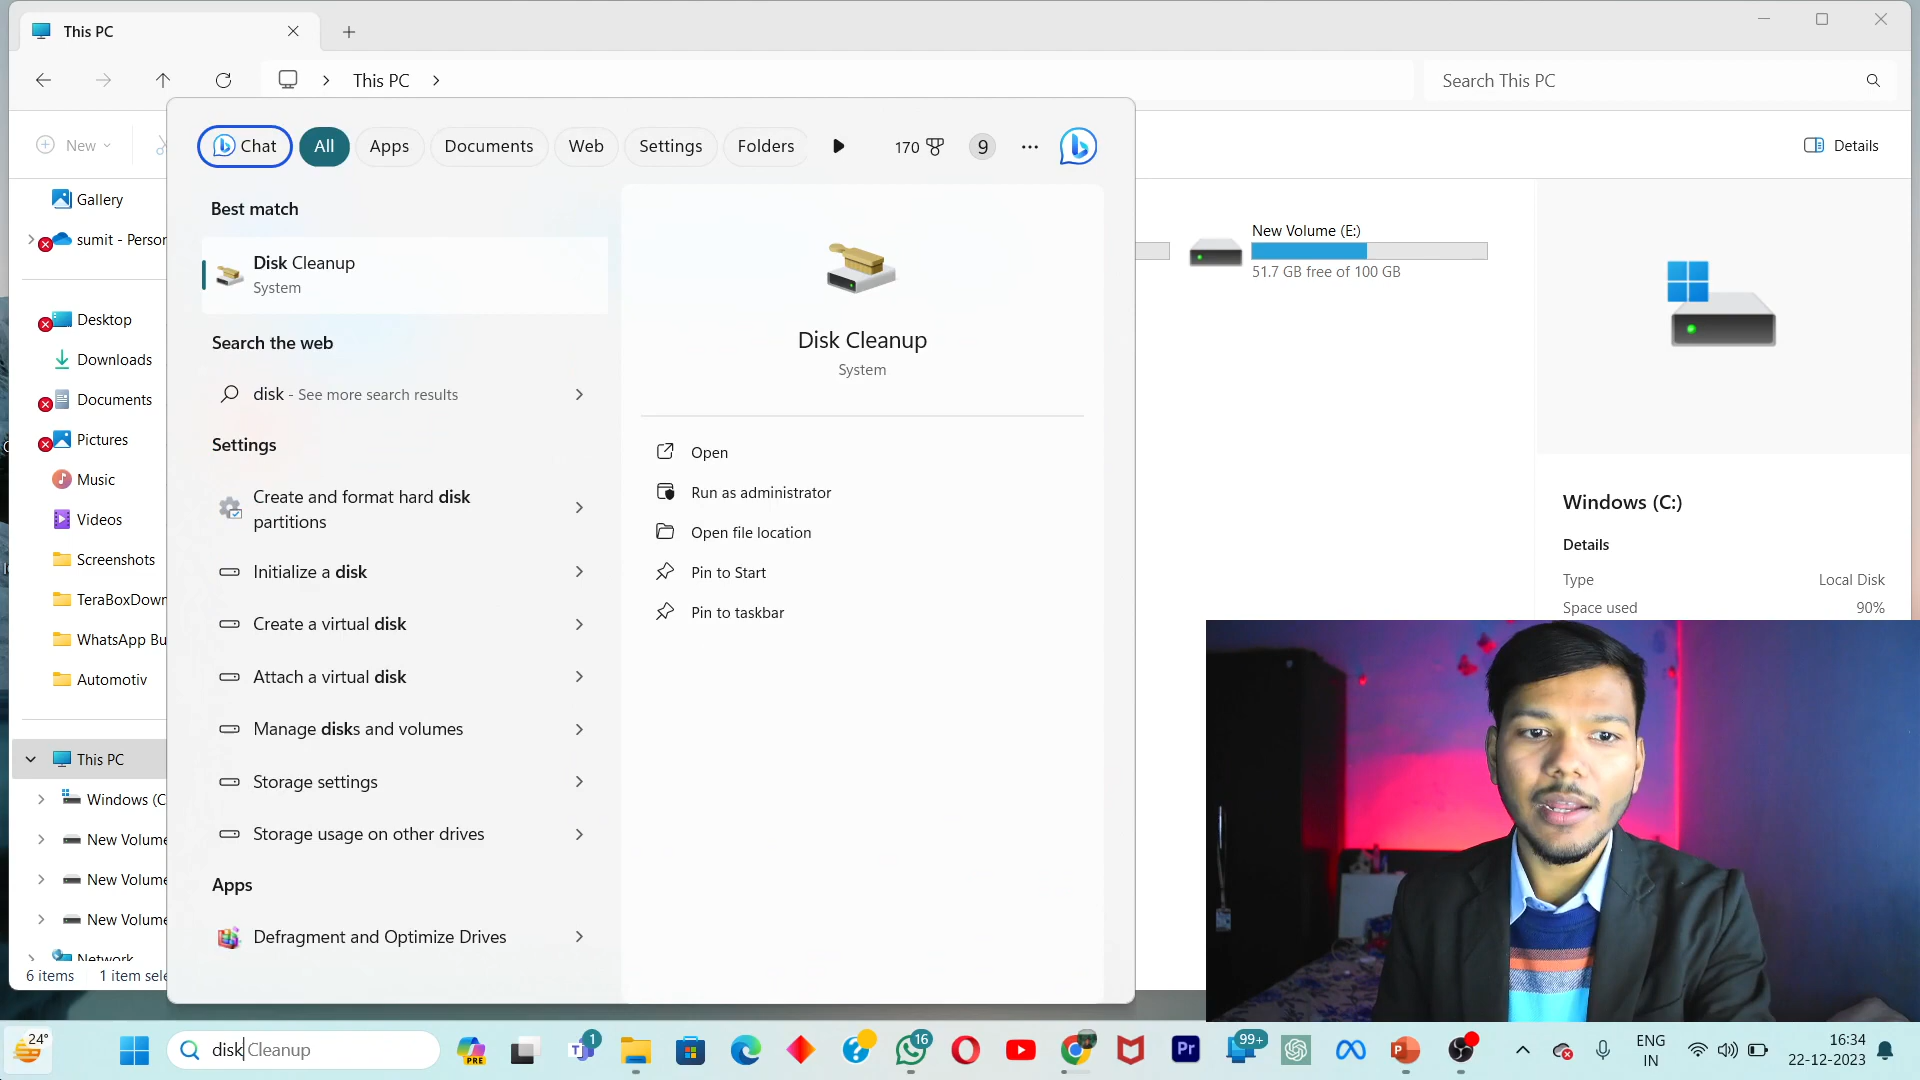 This PC
This PC
Search This PC
New
Details
Chat
All
Apps
Documents
Web
Settings
Folders
170
9
Gallery
sumit - Person
Desktop
Downloads
Documents
Pictures
Music
Videos
Screenshots
TeraBoxDown
WhatsApp Bu
Automotiv
This PC
Windows (C
New Volume
New Volume
New Volume
Network
6 items
1 item sele
Best match
Disk Cleanup
System
Search the web
disk - See more search results
Settings
Create and format hard disk
partitions
Initialize a disk
Create a virtual disk
Attach a virtual disk
Manage disks and volumes
Storage settings
Storage usage on other drives
Apps
Defragment and Optimize Drives
Disk Cleanup
System
Open
Run as administrator
Open file location
Pin to Start
Pin to taskbar
New Volume (E:)
51.7 GB free of 100 GB
Windows (C:)
Details
Type
Local Disk
Space used
90%
24°
disk Cleanup
PRE
1
16
Pr
99+
ENG
IN
16:34
22-12-2023